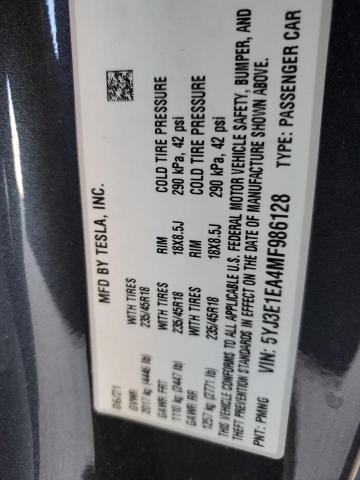 MFD BY TESLA, INC.
06/21
GVWR WITH TIRES RIM COLD TIRE PRESSURE
2017 kg (4446 lb) 235/45R18 18X8.5J 290 kPa, 42 psi
GAWR FRT WITH TIRES RIM COLD TIRE PRESSURE
1110 kg (2447 lb) 235/45R18 18X8.5J 290 kPa, 42 psi
GAWR RR
1257 kg (2771 lb)
THIS VEHICLE CONFORMS TO ALL APPLICABLE U.S. FEDERAL MOTOR VEHICLE SAFETY, BUMPER, AND
THEFT PREVENTION STANDARDS IN EFFECT ON THE DATE OF MANUFACTURE SHOWN ABOVE.
VIN: 5YJ3E1EA4MF986128 TYPE: PASSENGER CAR
PNT: PMNG